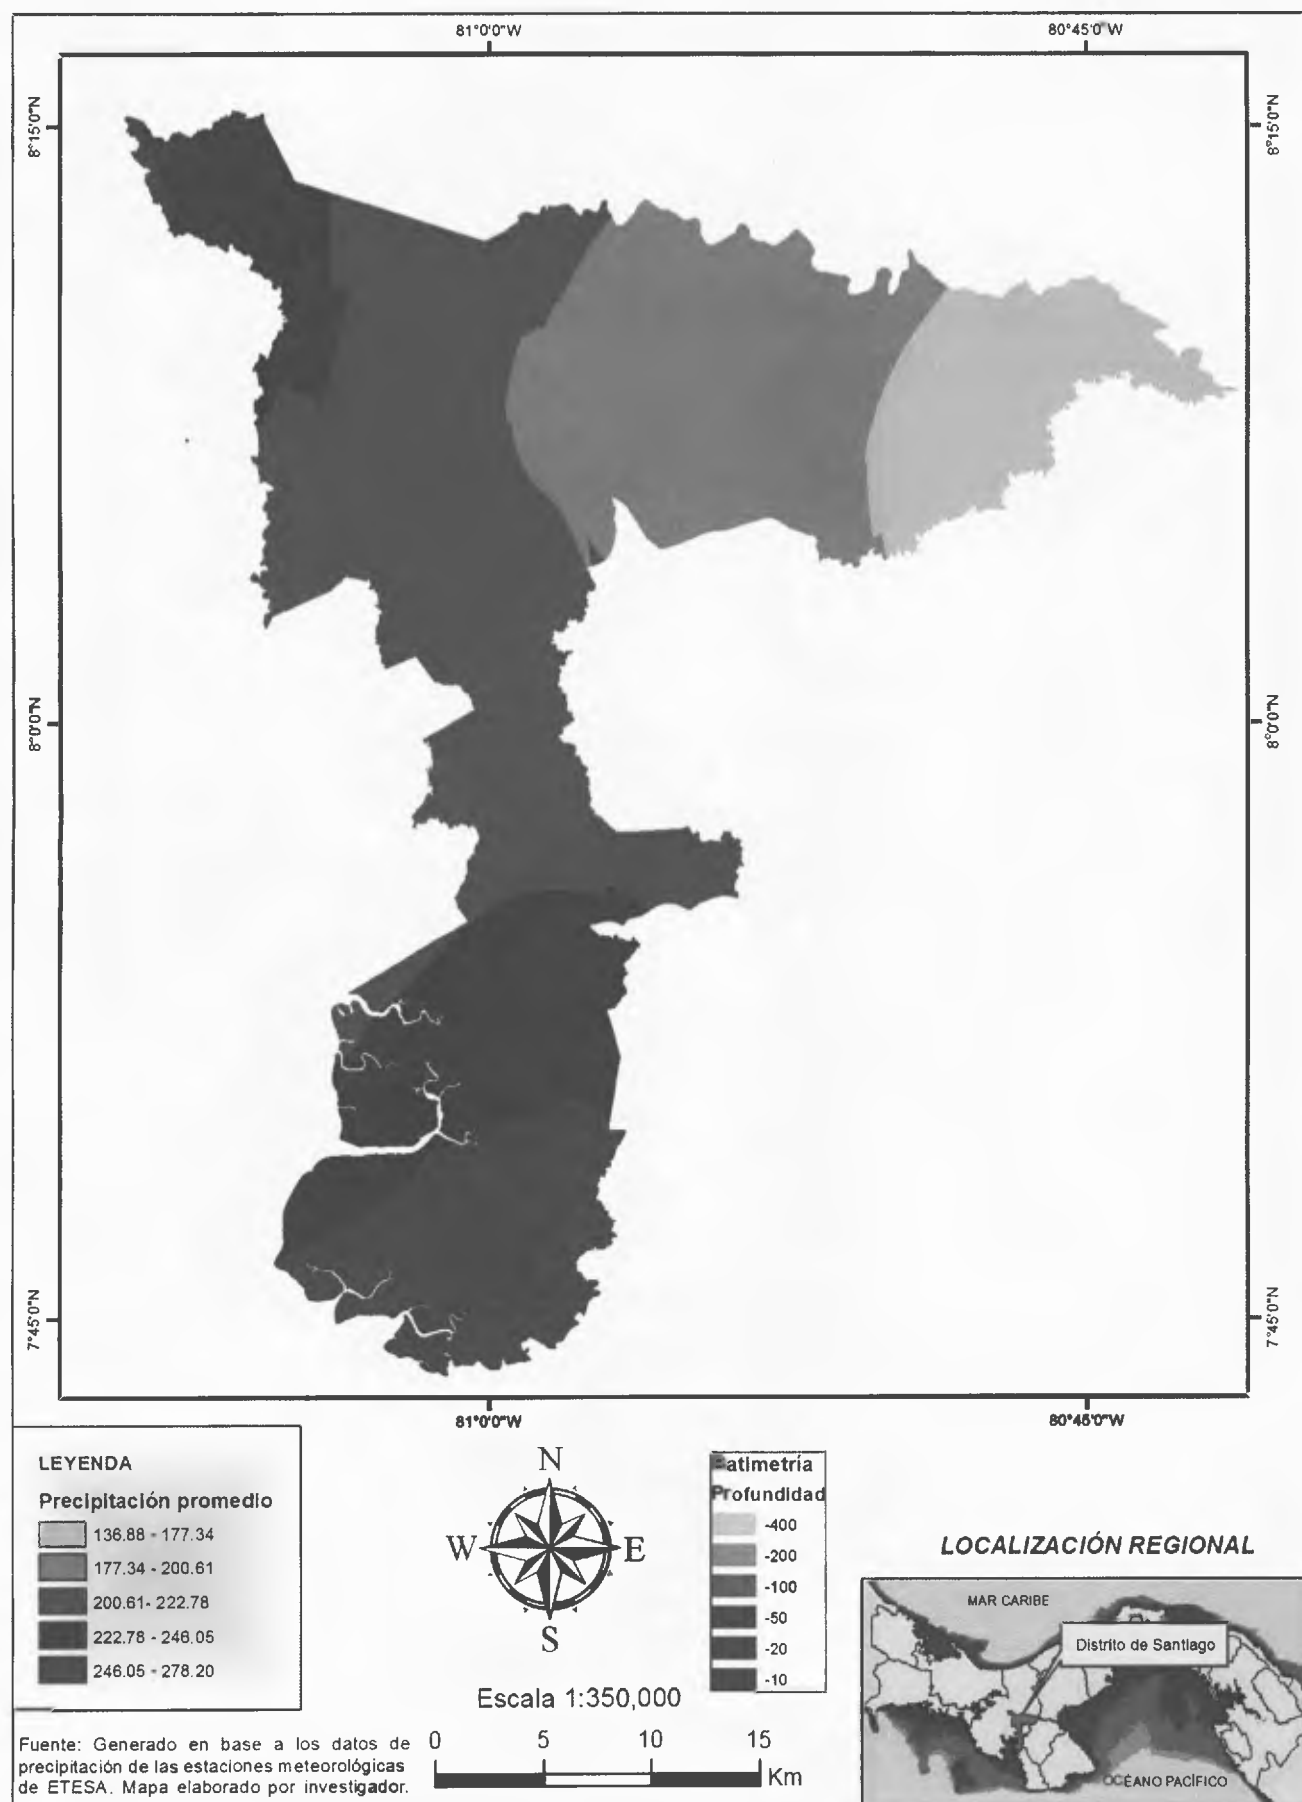 81°0'0"W
80°45'0"W
8°15'0"N
8°15'0"N
8°0'0"N
8°0'0"N
7°45'0"N
7°45'0"N
81°0'0"W
80°45'0"W
LEYENDA
Precipitación promedio
136.88 - 177.34
177.34 - 200.61
200.61- 222.78
222.78 - 246.05
246.05 - 278.20
N
W
E
S
Escala 1:350,000
0 5 10 15
Km
Batimetría
Profundidad
-400
-200
-100
-50
-20
-10
LOCALIZACIÓN REGIONAL
MAR CARIBE
Distrito de Santiago
OCÉANO PACÍFICO
Fuente: Generado en base a los datos de
precipitación de las estaciones meteorológicas
de ETESA. Mapa elaborado por investigador.